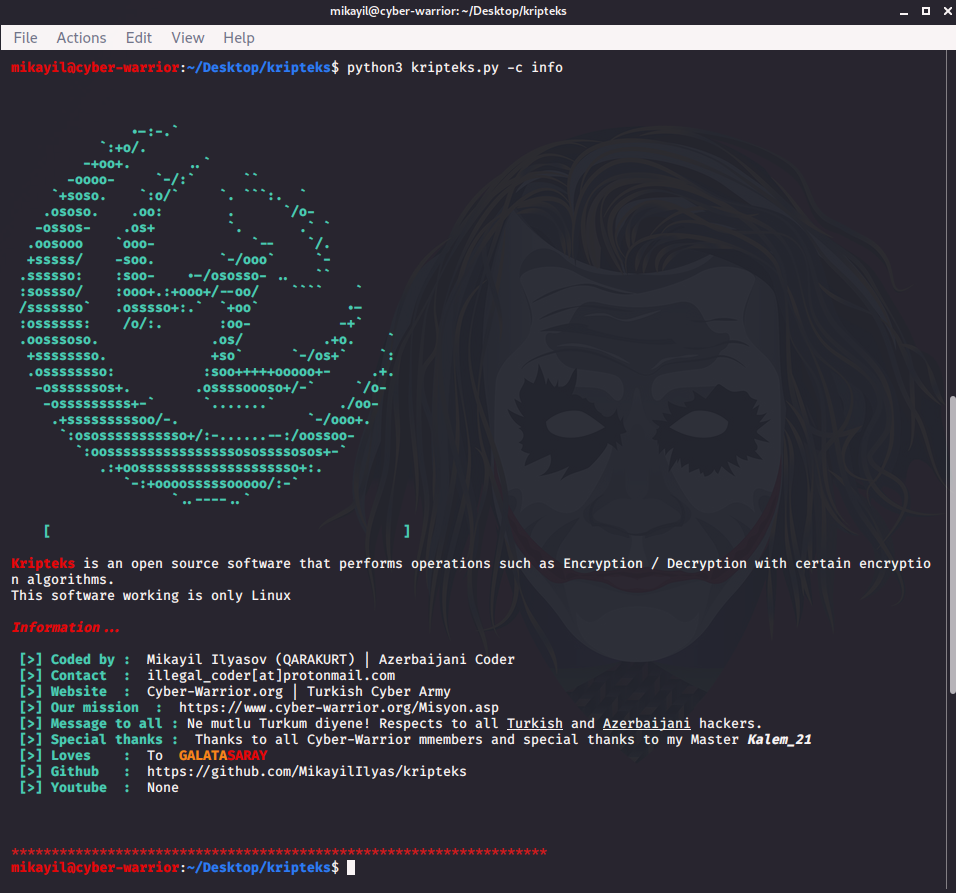 mikayil@cyber-warrior: ~/Desktop/kripteks
File Actions Edit View Help
mikayil@cyber-warrior:~/Desktop/kripteks$ python3 kripteks.py -c info
[ ]
Kripteks is an open source software that performs operations such as Encryption / Decryption with certain encryptio
n algorithms.
This software working is only Linux
Information ...
[>] Coded by : Mikayil Ilyasov (QARAKURT) | Azerbaijani Coder
[>] Contact : illegal_coder[at]protonmail.com
[>] Website : Cyber-Warrior.org | Turkish Cyber Army
[>] Our mission : https://www.cyber-warrior.org/Misyon.asp
[>] Message to all : Ne mutlu Turkum diyene! Respects to all Turkish and Azerbaijani hackers.
[>] Special thanks : Thanks to all Cyber-Warrior mmembers and special thanks to my Master Kalem_21
[>] Loves : To GALATASARAY
[>] Github : https://github.com/MikayilIlyas/kripteks
[>] Youtube : None
*******************************************************************
mikayil@cyber-warrior:~/Desktop/kripteks$